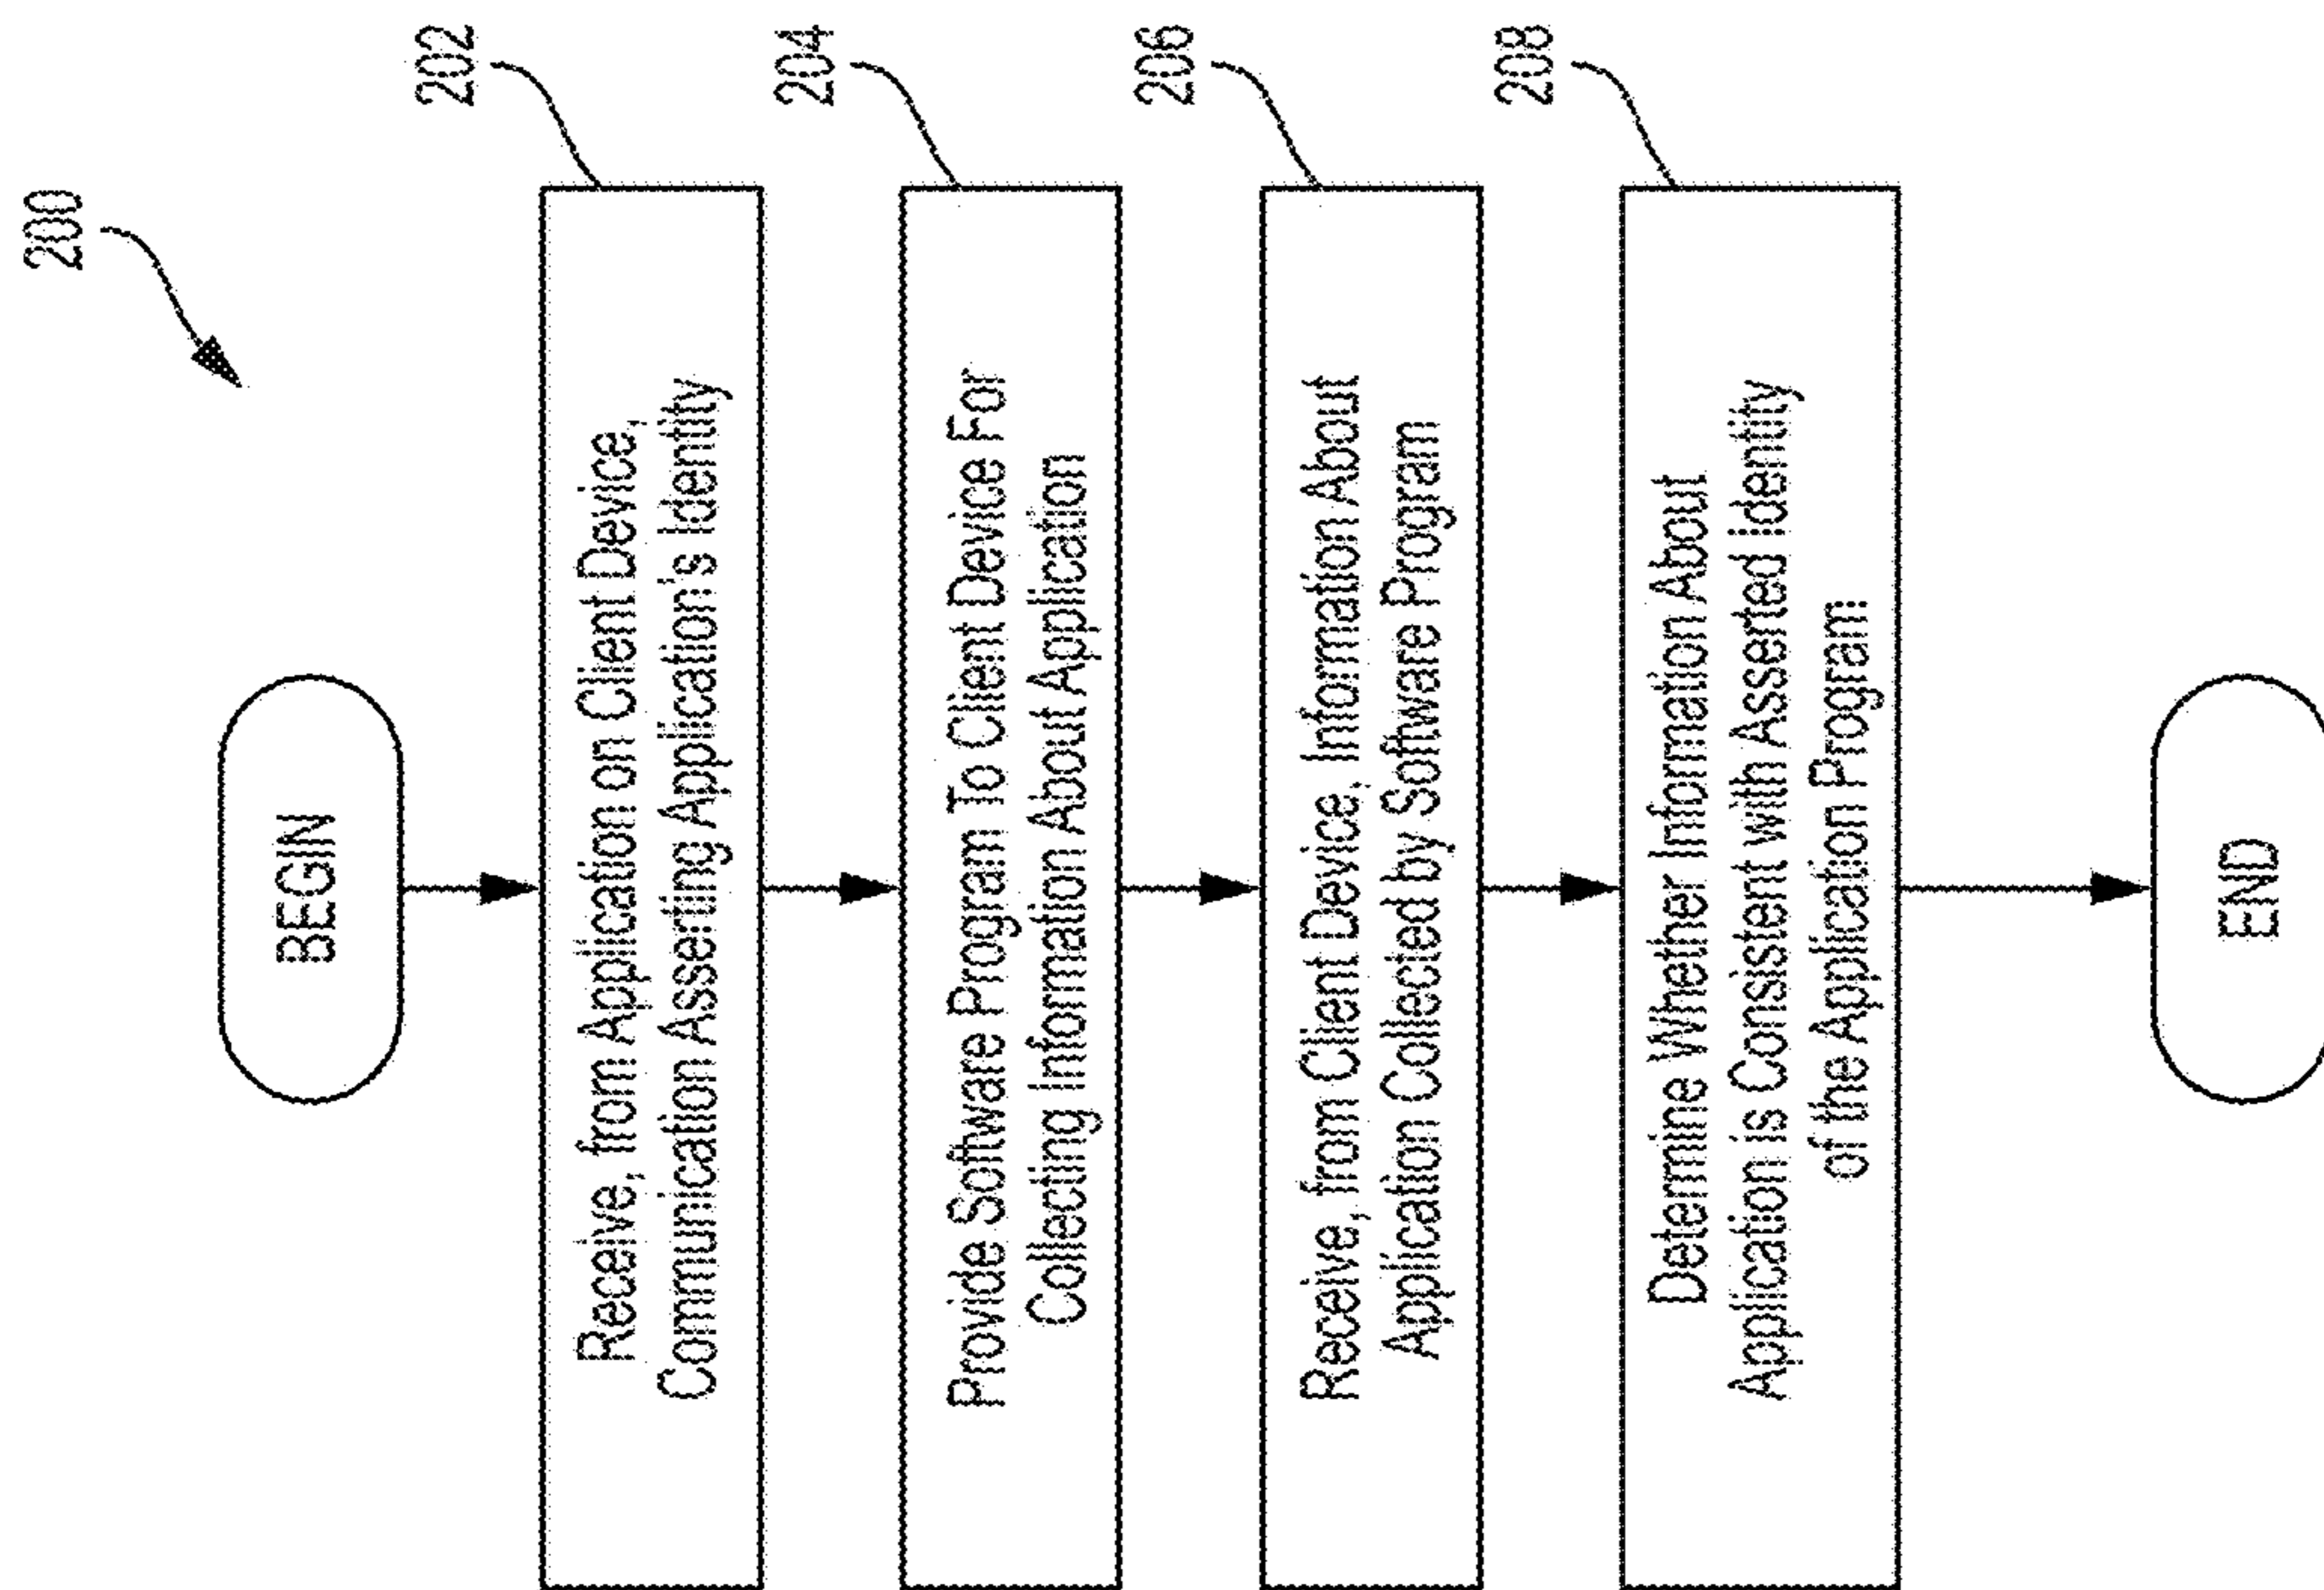 200
BEGIN
202
Receive, from Application on Client Device,
Communication Asserting Application's Identity
204
Provide Software Program To Client Device For
Collecting Information About Application
206
Receive, from Client Device, Information About
Application Collected by Software Program
208
Determine Whether Information About
Application is Consistent with Asserted Identity
of the Application Program
END